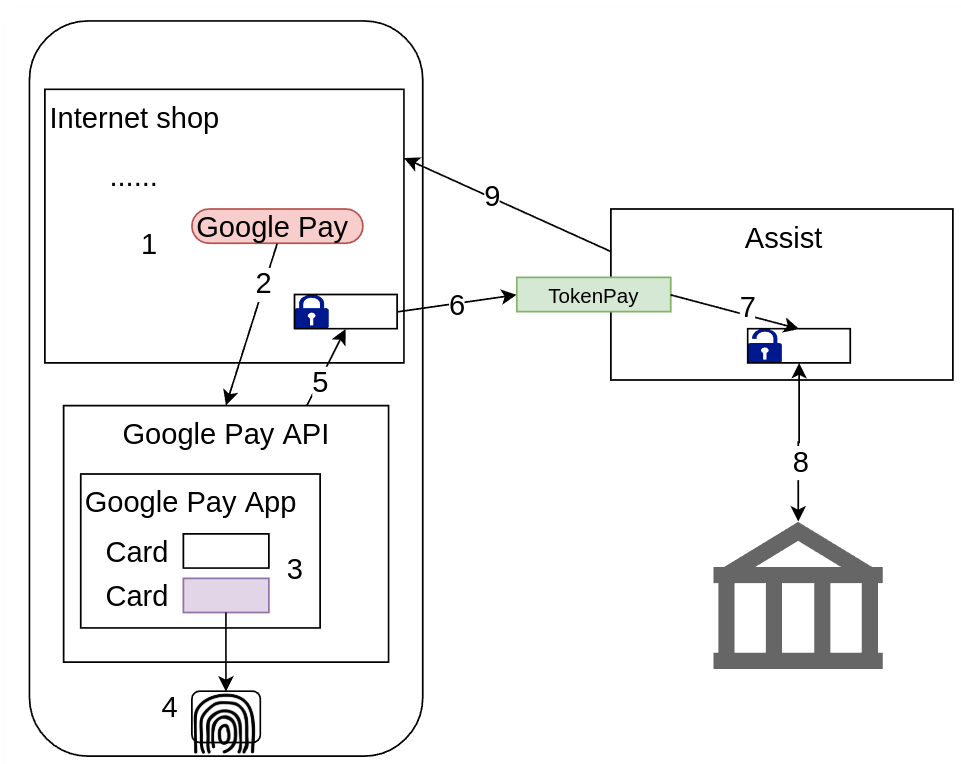 Internet shop
......
1
Google Pay
2
5
6
9
Google Pay API
Google Pay App
Card
Card
3
4
Assist
TokenPay
7
8